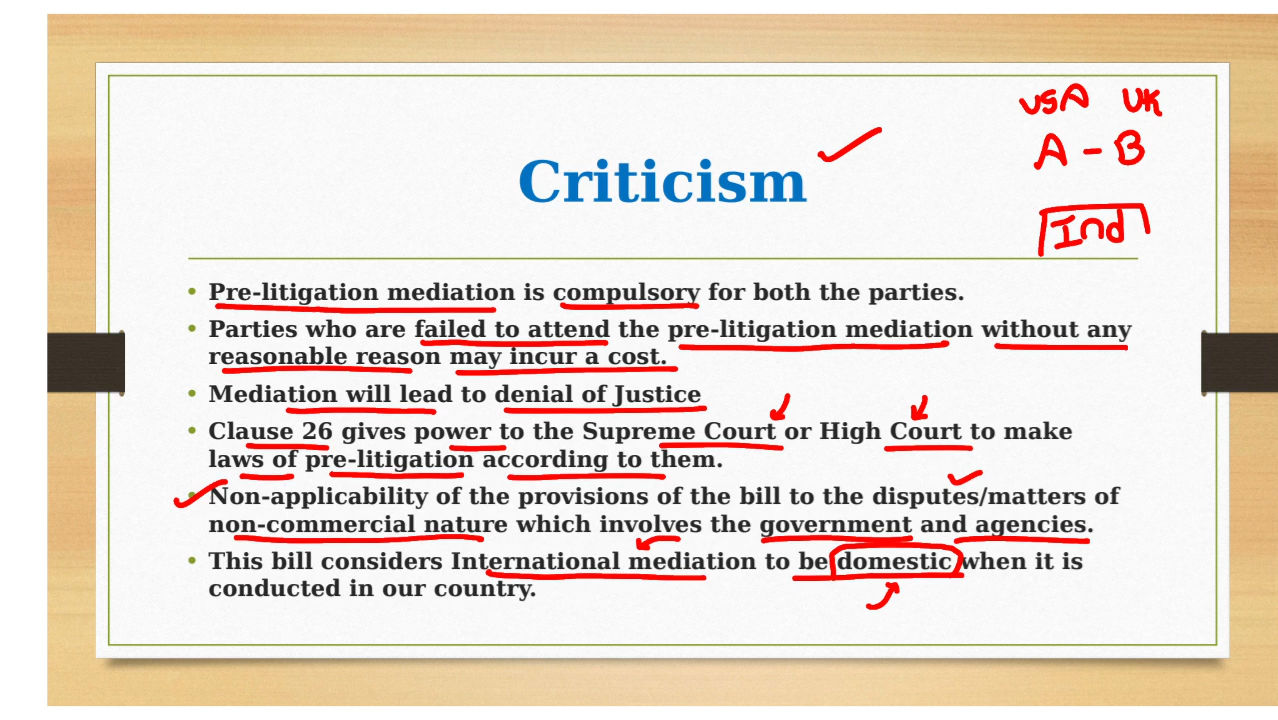 USA UK
A - B
Ind
Criticism
• Pre-litigation mediation is compulsory for both the parties.
• Parties who are failed to attend the pre-litigation mediation without any
reasonable reason may incur a cost.
• Mediation will lead to denial of Justice
• Clause 26 gives power to the Supreme Court or High Court to make
laws of pre-litigation according to them.
• Non-applicability of the provisions of the bill to the disputes/matters of
non-commercial nature which involves the government and agencies.
• This bill considers International mediation to be domestic when it is
conducted in our country.